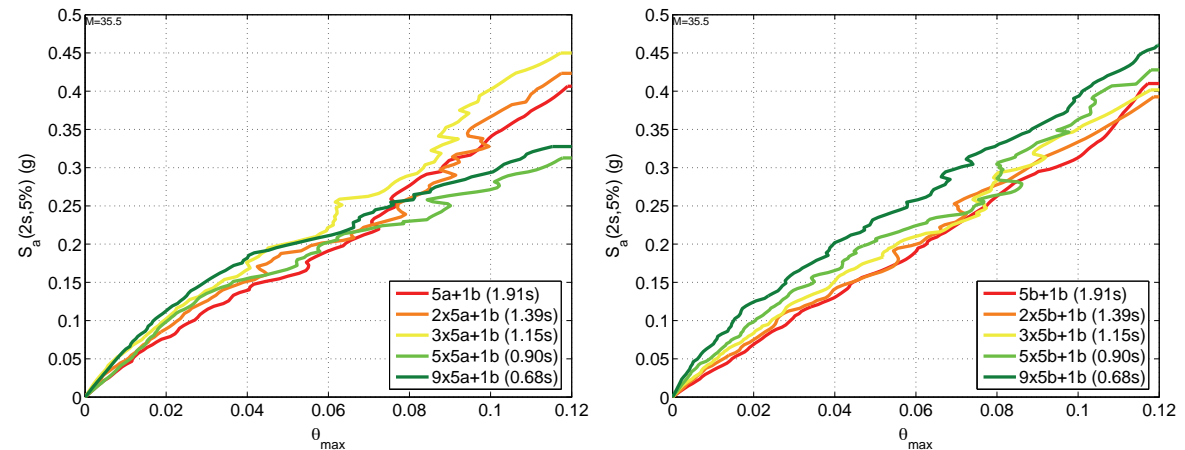 M=35.5
S_a(2s,5%) (g)
0.5
0.45
0.4
0.35
0.3
0.25
0.2
0.15
0.1
0.05
0
0 0.02 0.04 0.06 0.08 0.1 0.12
θ_max
5a+1b (1.91s)
2x5a+1b (1.39s)
3x5a+1b (1.15s)
5x5a+1b (0.90s)
9x5a+1b (0.68s)
M=35.5
S_a(2s,5%) (g)
0.5
0.45
0.4
0.35
0.3
0.25
0.2
0.15
0.1
0.05
0
0 0.02 0.04 0.06 0.08 0.1 0.12
θ_max
5b+1b (1.91s)
2x5b+1b (1.39s)
3x5b+1b (1.15s)
5x5b+1b (0.90s)
9x5b+1b (0.68s)